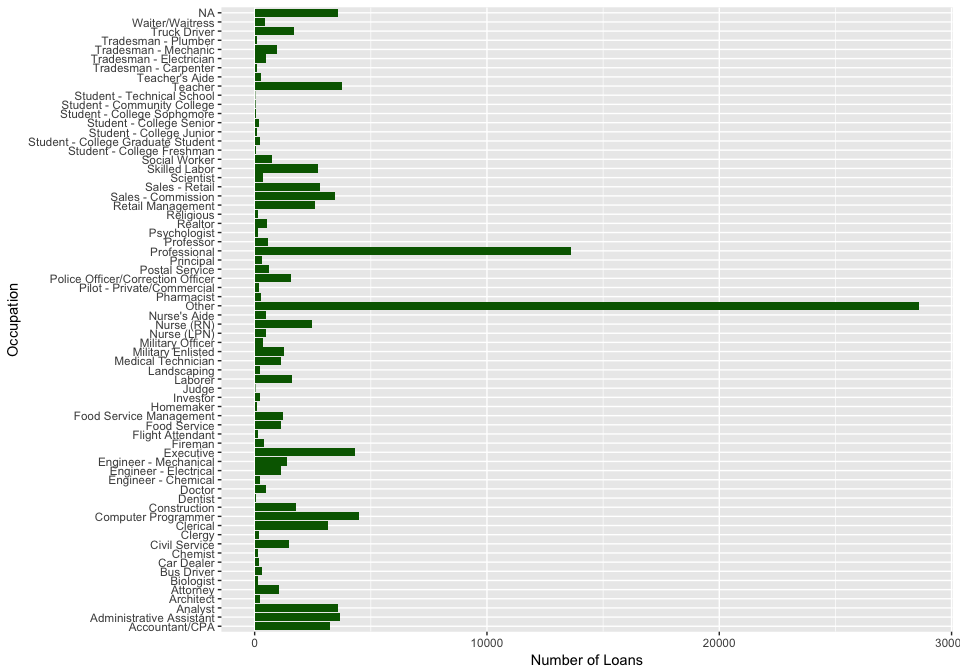 NA
Waiter/Waitress
Truck Driver
Tradesman - Plumber
Tradesman - Mechanic
Tradesman - Electrician
Tradesman - Carpenter
Teacher's Aide
Teacher
Student - Technical School
Student - Community College
Student - College Sophomore
Student - College Senior
Student - College Junior
Student - College Graduate Student
Student - College Freshman
Social Worker
Skilled Labor
Scientist
Sales - Retail
Sales - Commission
Retail Management
Religious
Realtor
Psychologist
Professor
Professional
Principal
Postal Service
Police Officer/Correction Officer
Pilot - Private/Commercial
Pharmacist
Other
Nurse's Aide
Nurse (RN)
Nurse (LPN)
Military Officer
Military Enlisted
Medical Technician
Landscaping
Laborer
Judge
Investor
Homemaker
Food Service Management
Food Service
Flight Attendant
Fireman
Executive
Engineer - Mechanical
Engineer - Electrical
Engineer - Chemical
Doctor
Dentist
Construction
Computer Programmer
Clerical
Clergy
Civil Service
Chemist
Car Dealer
Bus Driver
Biologist
Attorney
Architect
Analyst
Administrative Assistant
Accountant/CPA
Occupation
0 10000 20000 3000
Number of Loans